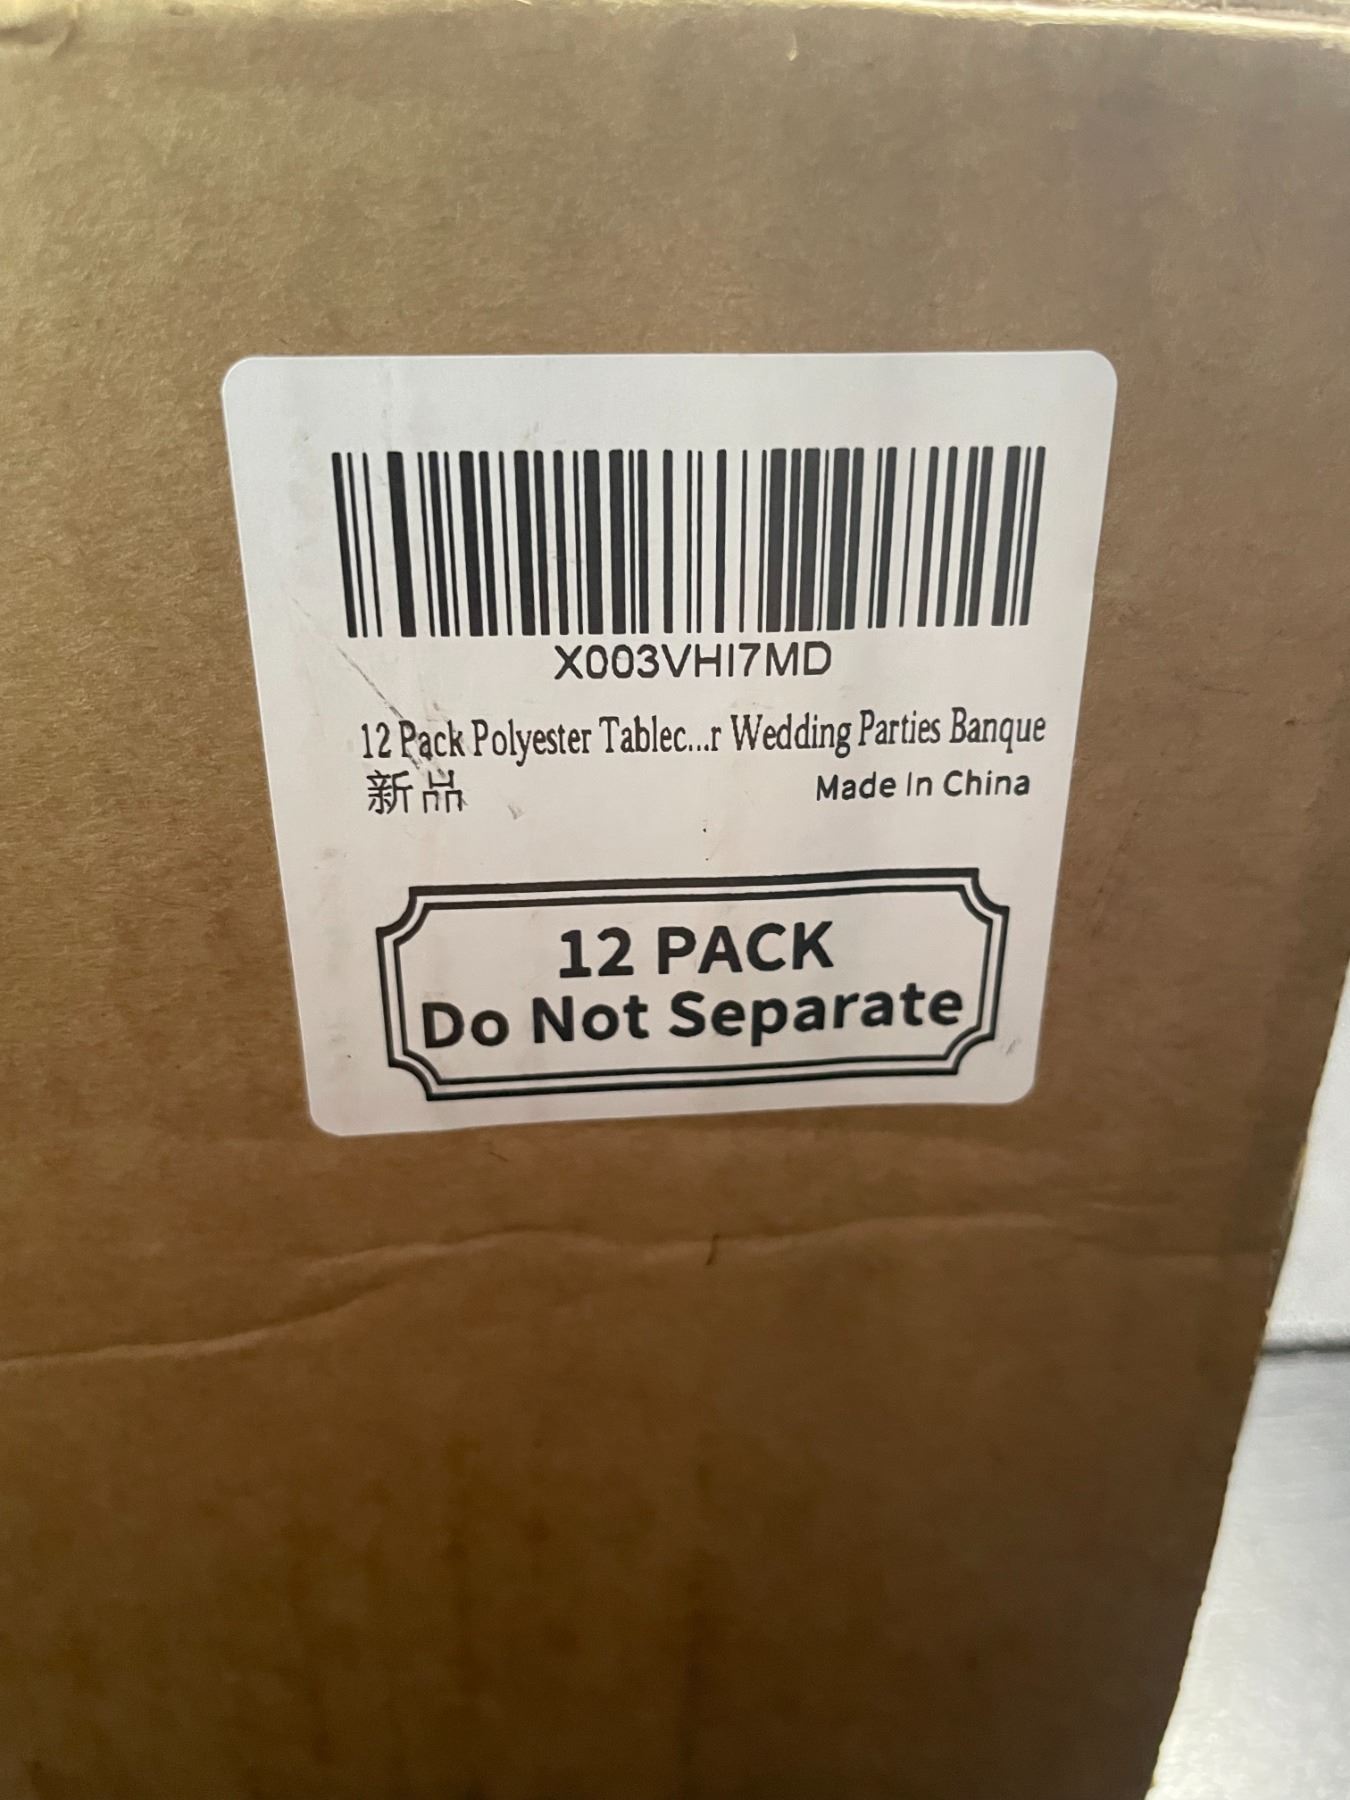 X003VHI7MD
12 Pack Polyester Tablec...r Wedding Parties Banque
新品
Made In China
12 PACK
Do Not Separate